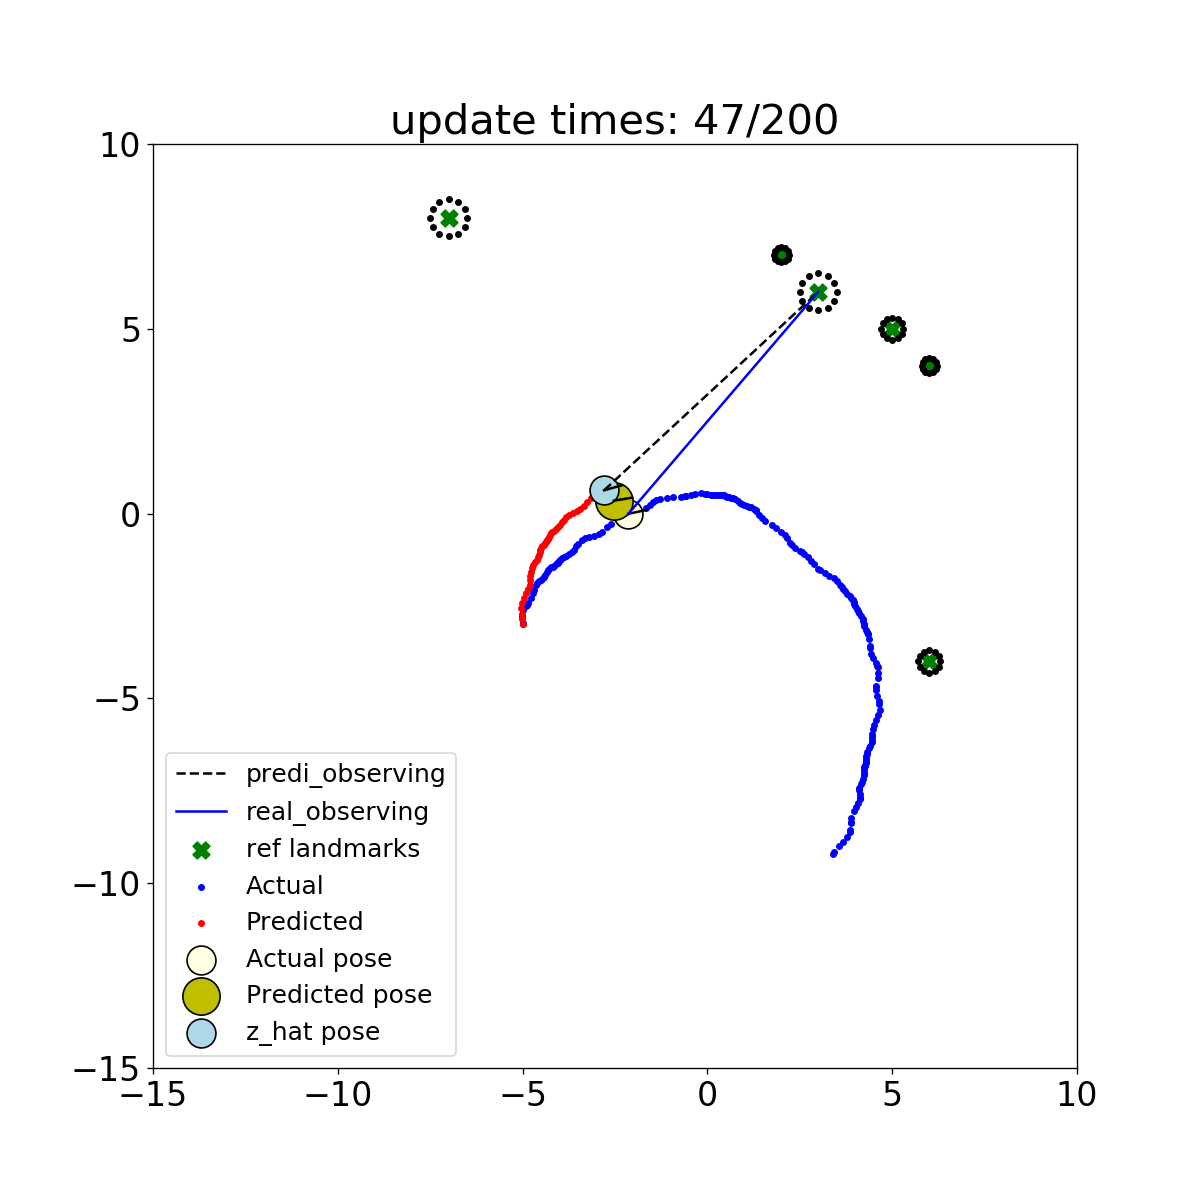 update times: 47/200
10
5
0
−5
−10
−15
−15
−10
−5
0
5
10
predi_observing
real_observing
ref landmarks
Actual
Predicted
Actual pose
Predicted pose
z_hat pose